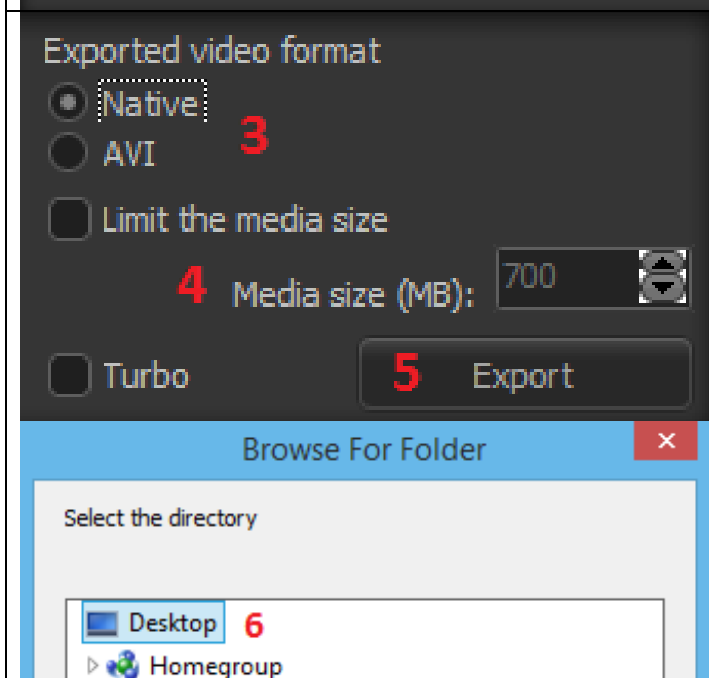 Exported video format
Native
3
AVI
Limit the media size
4 Media size (MB): 700
Turbo 5 Export
Browse For Folder
Select the directory
Desktop 6
Homegroup